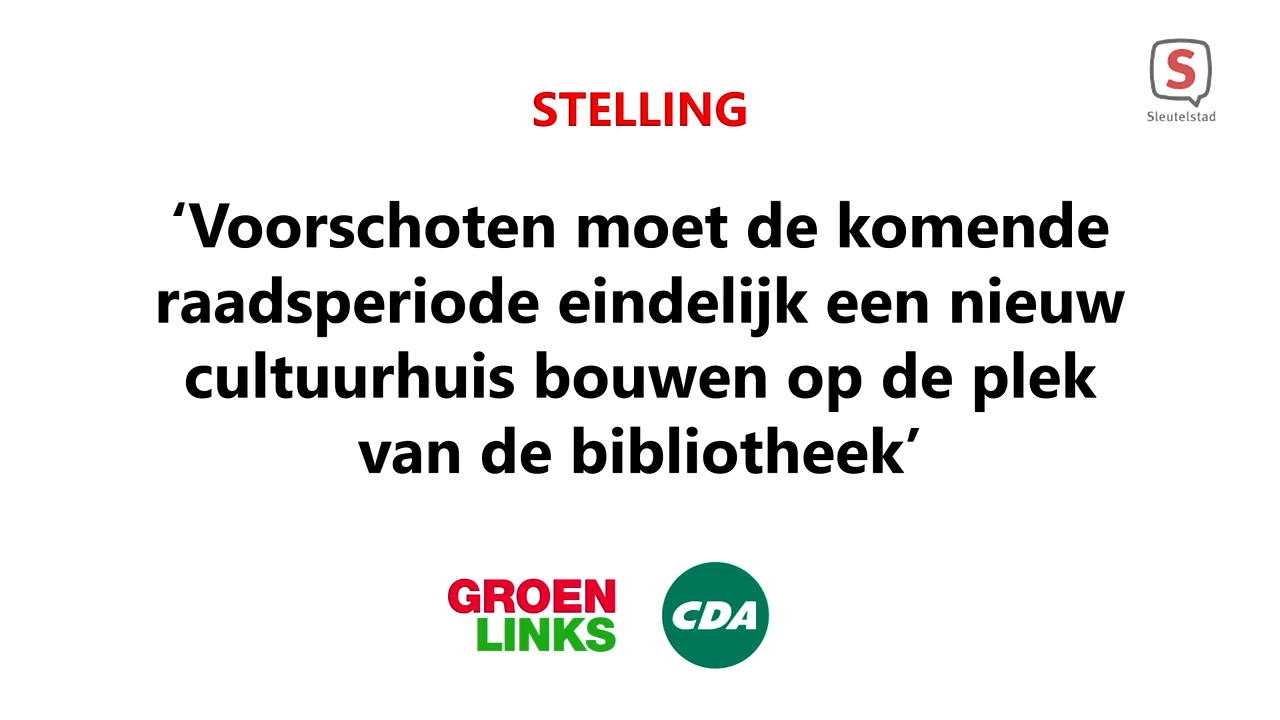 S
Sleutelstad
STELLING
‘Voorschoten moet de komende
raadsperiode eindelijk een nieuw
cultuurhuis bouwen op de plek
van de bibliotheek’
GROEN
LINKS
CDA